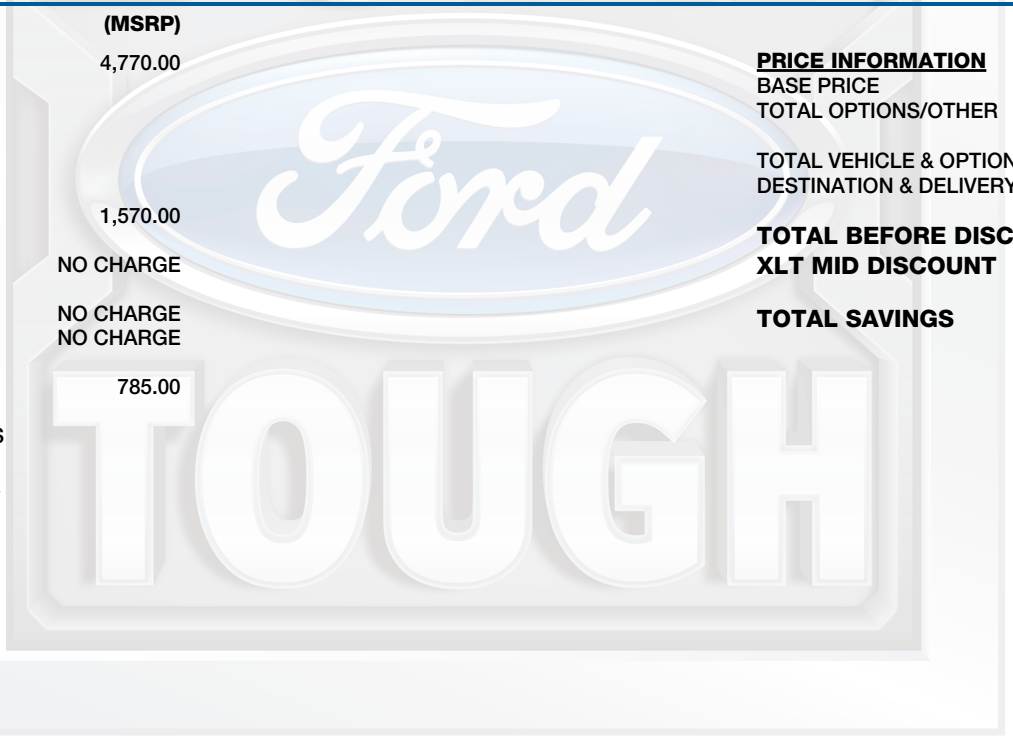 (MSRP)
4,770.00
1,570.00
NO CHARGE
NO CHARGE
NO CHARGE
785.00
S
PRICE INFORMATION
BASE PRICE
TOTAL OPTIONS/OTHER
TOTAL VEHICLE & OPTION
DESTINATION & DELIVERY
TOTAL BEFORE DISC
XLT MID DISCOUNT
TOTAL SAVINGS
Ford
TOUGH